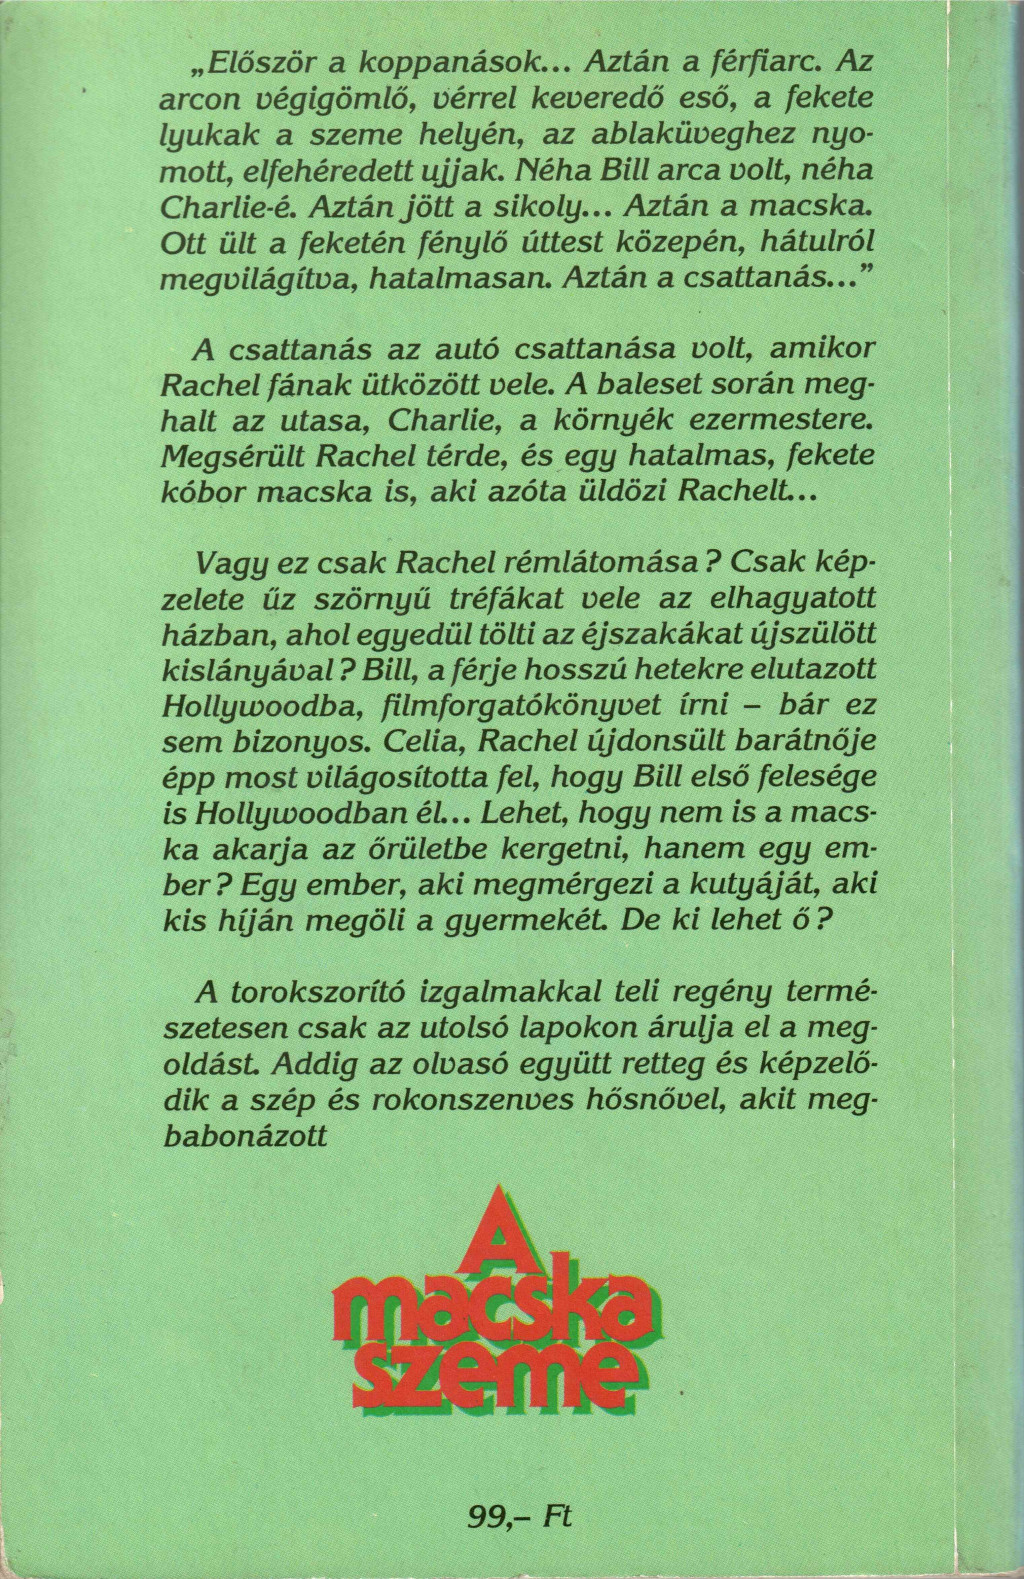 „Először a koppanások... Aztán a férfiarc. Az
arcon végigömlő, vérrel keveredő eső, a fekete
lyukak a szeme helyén, az ablaküveghez nyo-
mott, elfehéredett ujjak. Néha Bill arca volt, néha
Charlie-é. Aztán jött a sikoly... Aztán a macska.
Ott ült a feketén fénylő úttest közepén, hátulról
megvilágítva, hatalmasan. Aztán a csattanás...”
A csattanás az autó csattanása volt, amikor
Rachel fának ütközött vele. A baleset során meg-
halt az utasa, Charlie, a környék ezermestere.
Megsérült Rachel térde, és egy hatalmas, fekete
kóbor macska is, aki azóta üldözi Rachelt...
Vagy ez csak Rachel rémlátomása? Csak kép-
zelete űz szörnyű tréfákat vele az elhagyatott
házban, ahol egyedül tölti az éjszakákat újszülött
kislányával? Bill, a férje hosszú hetekre elutazott
Hollywoodba, filmforgatókönyvet írni – bár ez
sem bizonyos. Celia, Rachel újdonsült barátnője
épp most világosította fel, hogy Bill első felesége
is Hollywoodban él... Lehet, hogy nem is a macs-
ka akarja az őrületbe kergetni, hanem egy em-
ber? Egy ember, aki megmérgezi a kutyáját, aki
kis híján megöli a gyermekét. De ki lehet ő?
A torokszorító izgalmakkal teli regény termé-
szetesen csak az utolsó lapokon árulja el a meg-
oldást. Addig az olvasó együtt retteg és képzelő-
dik a szép és rokonszenves hősnővel, akit meg-
babonázott
A
macska
szeme
99,– Ft